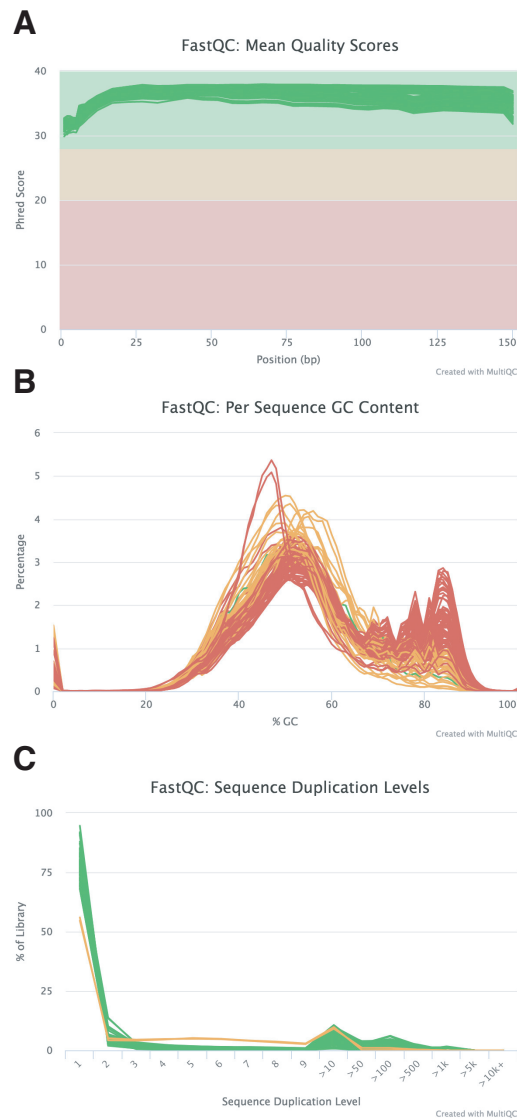 A
FastQC: Mean Quality Scores
40
30
20
10
0
Phred Score
0
25
50
75
100
125
150
Position (bp)
Created with MultiQC
B
FastQC: Per Sequence GC Content
6
5
4
3
2
1
0
Percentage
0
20
40
60
80
100
% GC
Created with MultiQC
C
FastQC: Sequence Duplication Levels
100
75
50
25
0
% of Library
1
2
3
4
5
6
7
8
9
>10
>50
>100
>500
>1k
>5k
>10k+
Sequence Duplication Level
Created with MultiQC